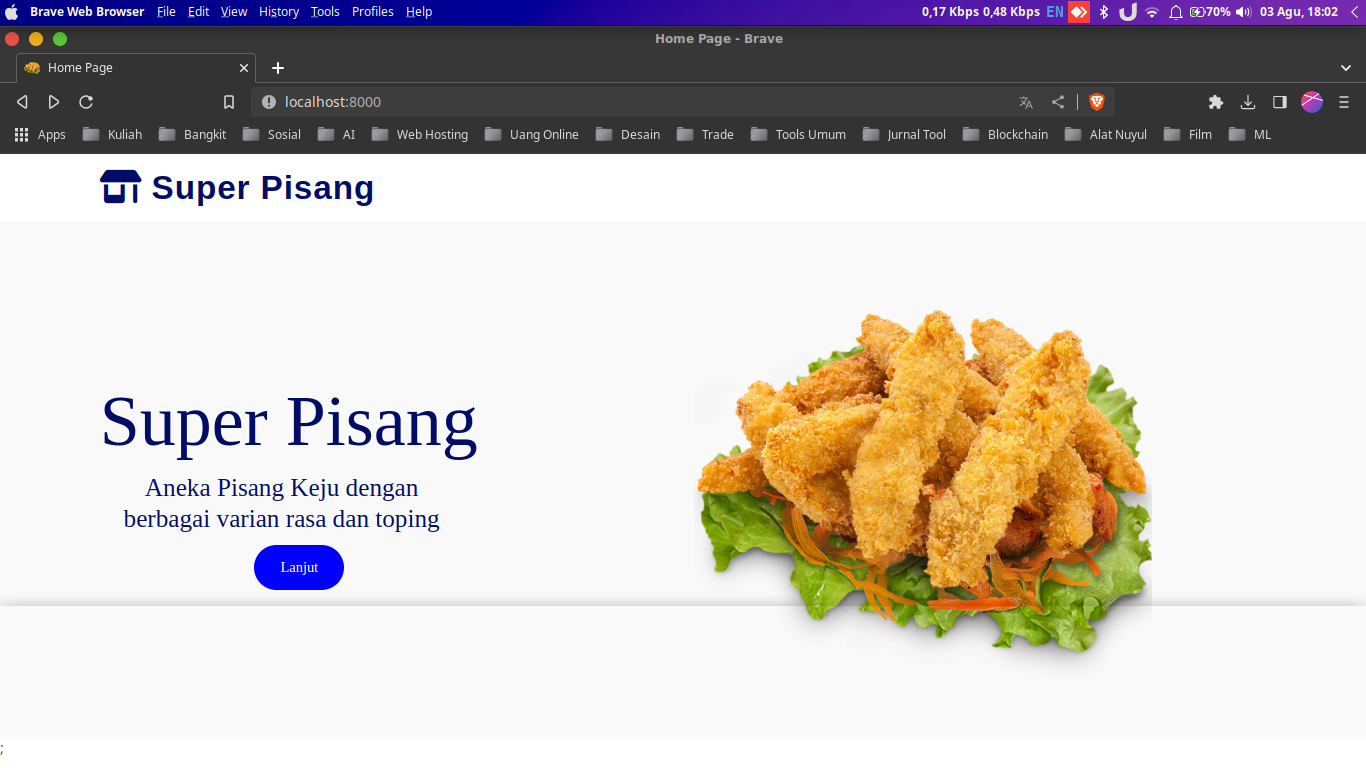 Brave Web Browser File Edit View History Tools Profiles Help 0,17 Kbps 0,48 Kbps EN 70% 03 Agu, 18:02
Home Page - Brave
Home Page
localhost:8000
Apps Kuliah Bangkit Sosial AI Web Hosting Uang Online Desain Trade Tools Umum Jurnal Tool Blockchain Alat Nuyul Film ML
Super Pisang
Super Pisang
Aneka Pisang Keju dengan
berbagai varian rasa dan toping
Lanjut
;